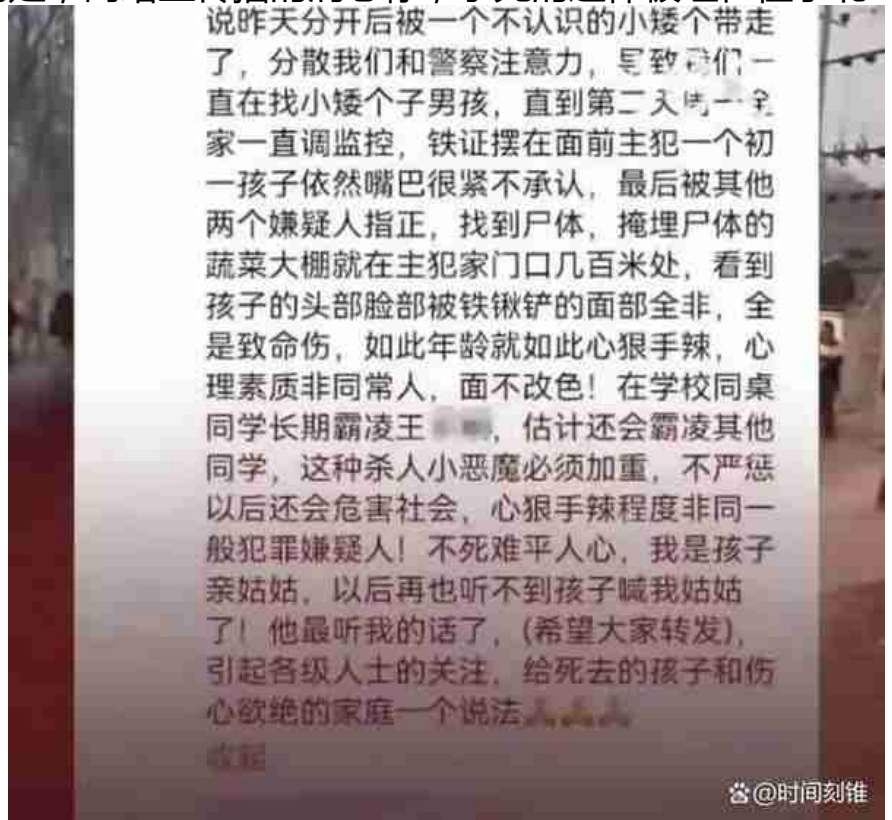 说昨天分开后被一个不认识的小矮个带走
了，分散我们和警察注意力，导致我们一
直在找小矮个子男孩，直到第二天
家一直调监控，铁证摆在面前主犯一个初
一孩子依然嘴巴很紧不承认，最后被其他
两个嫌疑人指正，找到尸体，掩埋尸体的
蔬菜大棚就在主犯家门口几百米处，看到
孩子的头部脸部被铁锹铲的面部全非，全
是致命伤，如此年龄就如此心狠手辣，心
理素质非同常人，面不改色！在学校同桌
同学长期霸凌王，估计还会霸凌其他
同学，这种杀人小恶魔必须加重，不严惩
以后还会危害社会，心狠手辣程度非同一
般犯罪嫌疑人！不死难平人心，我是孩子
亲姑姑，以后再也听不到孩子喊我姑姑
了！他最听我的话了，(希望大家转发)，
引起各级人士的关注，给死去的孩子和伤
心欲绝的家庭一个说法🙏🙏🙏
收起
@时间刻锥